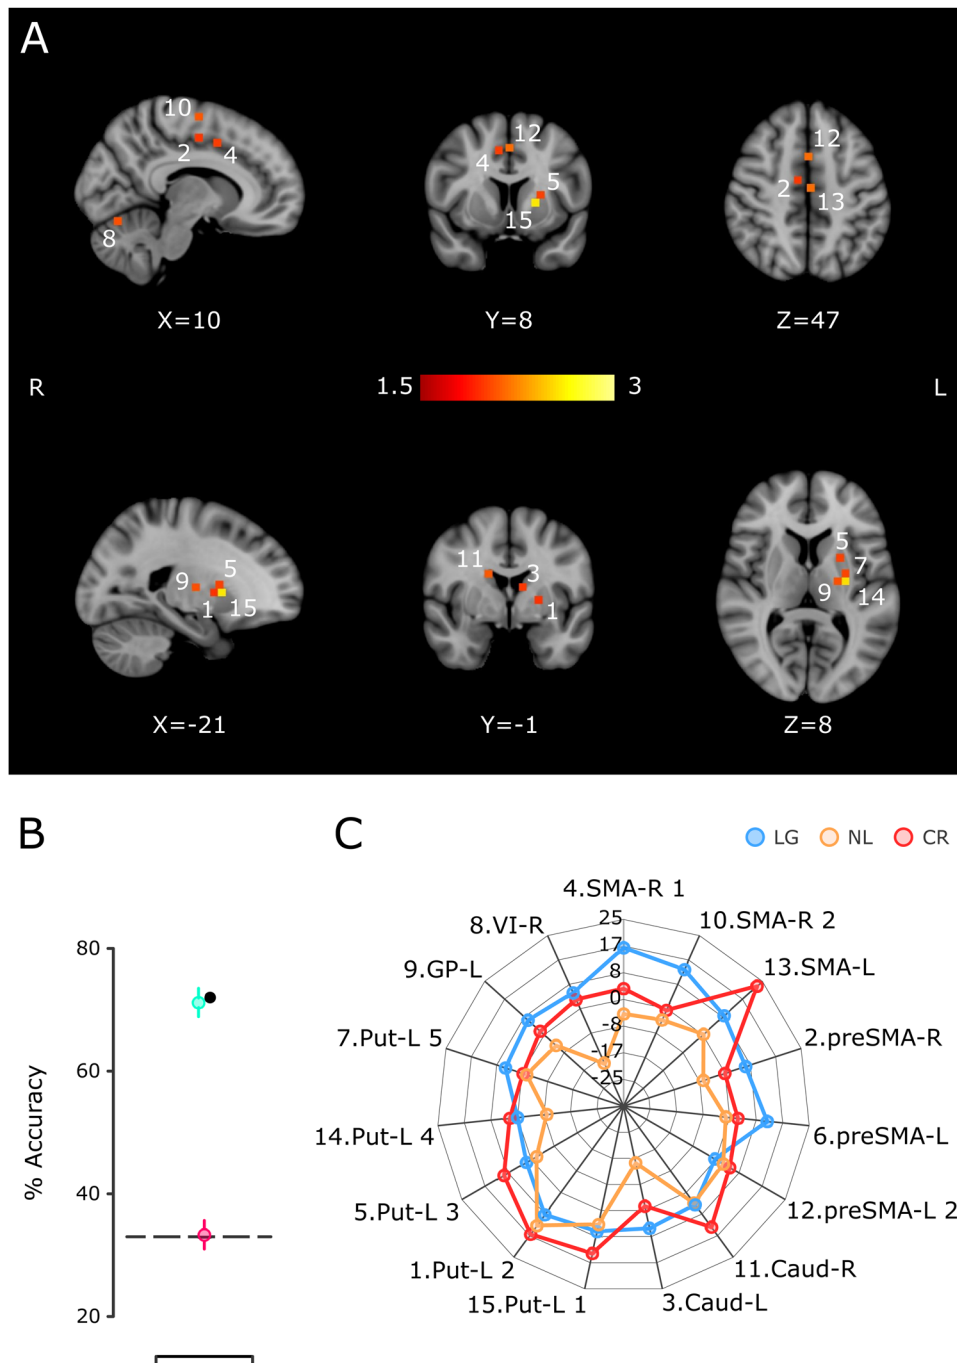 A
10
2
4
8
X=10
4
12
5
15
Y=8
12
2
13
Z=47
R
1.5
3
L
9
5
1
15
X=-21
11
3
1
Y=-1
5
7
9
14
Z=8
B
% Accuracy
80
60
40
20
C
LG
NL
CR
4.SMA-R 1
10.SMA-R 2
13.SMA-L
2.preSMA-R
6.preSMA-L
12.preSMA-L 2
11.Caud-R
3.Caud-L
15.Put-L 1
1.Put-L 2
5.Put-L 3
14.Put-L 4
7.Put-L 5
9.GP-L
8.VI-R
25
17
8
0
-8
-17
-25